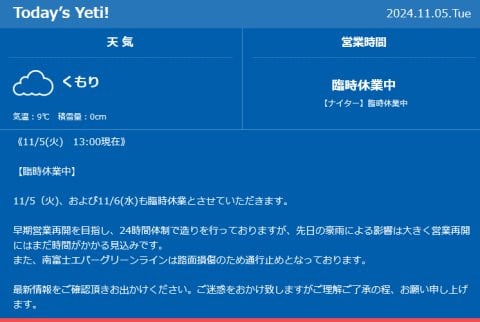 Today's Yeti!
2024.11.05.Tue
天 気
営業時間
くもり
臨時休業中
【ナイター】臨時休業中
気温：9℃　積雪量：0cm
《11/5(火)　13:00現在》
【臨時休業中】
11/5（火)、および11/6(水)も臨時休業とさせていただきます。
早期営業再開を目指し、24時間体制で造りを行っておりますが、先日の豪雨による影響は大きく営業再開
にはまだ時間がかかる見込みです。
また、南富士エバーグリーンラインは路面損傷のため通行止めとなっております。
最新情報をご確認頂きお出かけください。ご迷惑をおかけ致しますがご理解ご了承の程、お願い申し上げ
ます。